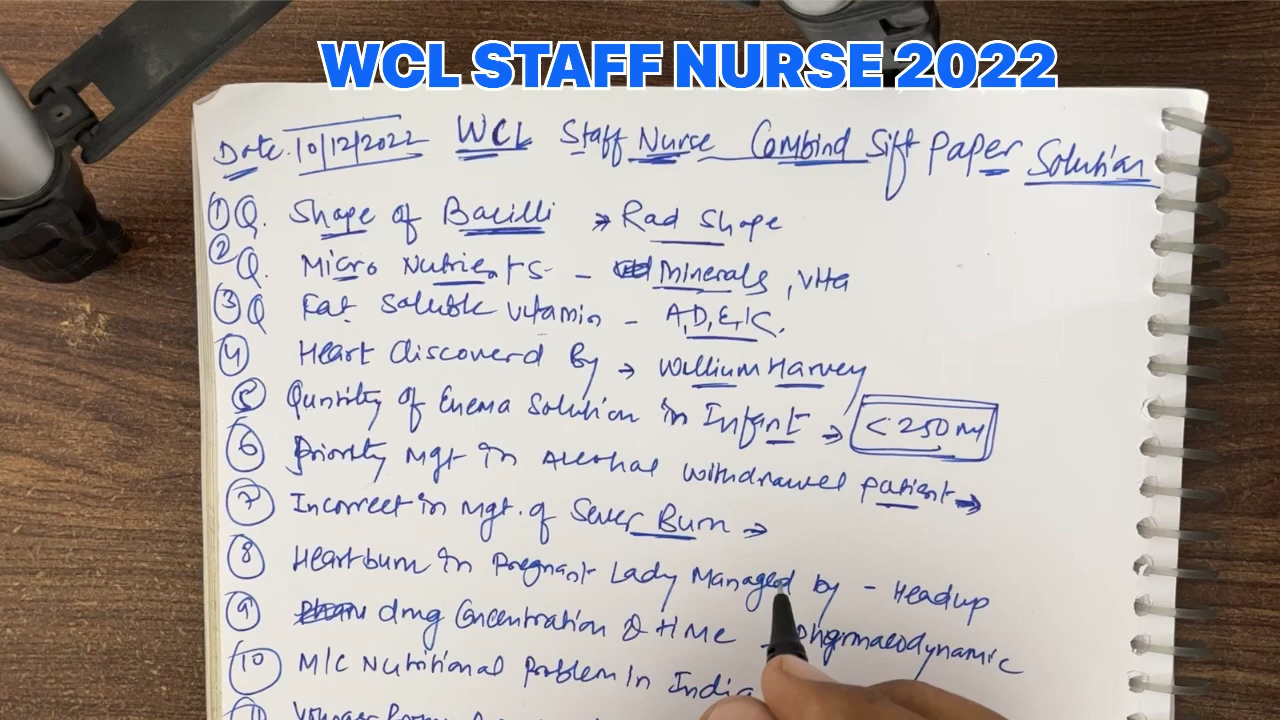 WCL STAFF NURSE 2022
Date. 10/12/2022 WCL Staff Nurse Combind Sift Paper Solution
① Q. Shape of Bacilli → Rad Shape
② Q. Micro Nutrients - Minerals, Vita
③ Q Fat Soluble Vitamin - A,D,E,K.
④ Heart discoverd By → William Harvey
⑤ Quntity of Enema Solution in Infant → <250 ml
⑥ Priority Mgt in Alcohal withdrawel patient →
⑦ Incorrect in Mgt. of Sever Burn →
⑧ Heartburn in Pregnant Lady Managed by - Headup
⑨ drug Concentration & time - Pharmacodynamic
⑩ M/C Nutritional Problem in India